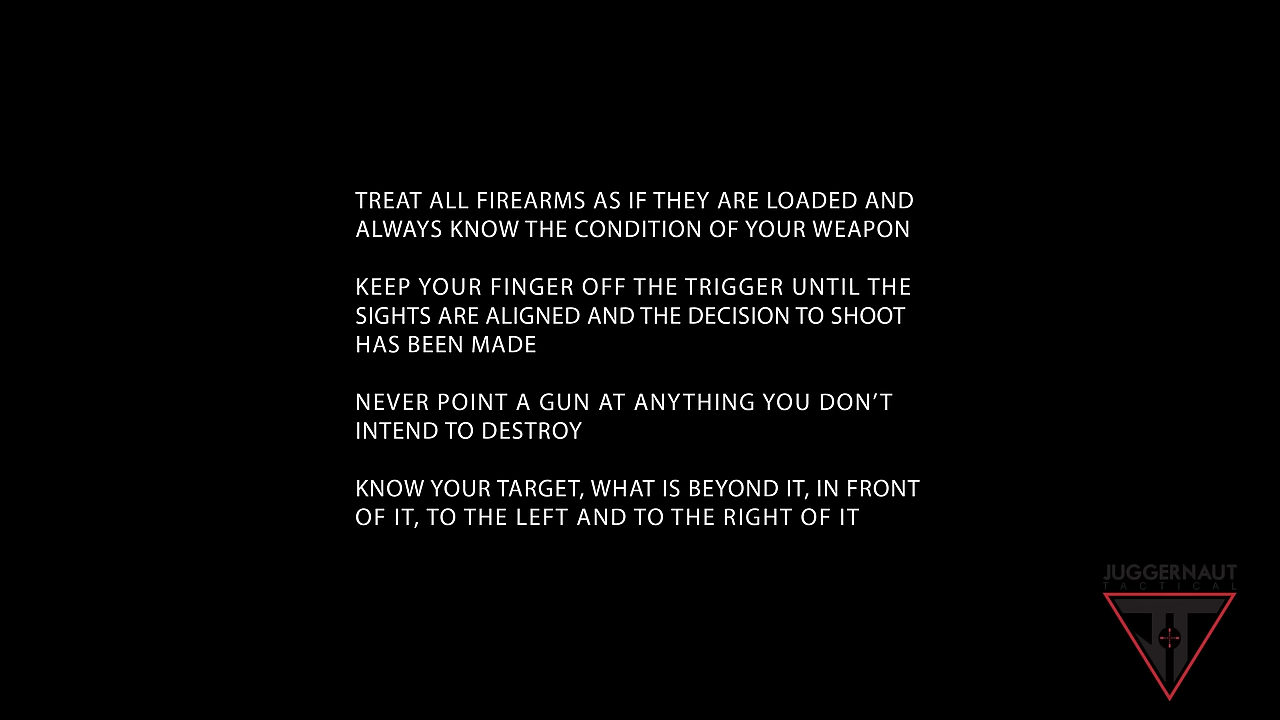 TREAT ALL FIREARMS AS IF THEY ARE LOADED AND
ALWAYS KNOW THE CONDITION OF YOUR WEAPON
KEEP YOUR FINGER OFF THE TRIGGER UNTIL THE
SIGHTS ARE ALIGNED AND THE DECISION TO SHOOT
HAS BEEN MADE
NEVER POINT A GUN AT ANYTHING YOU DON’T
INTEND TO DESTROY
KNOW YOUR TARGET, WHAT IS BEYOND IT, IN FRONT
OF IT, TO THE LEFT AND TO THE RIGHT OF IT
JUGGERNAUT
TACTICAL
JT